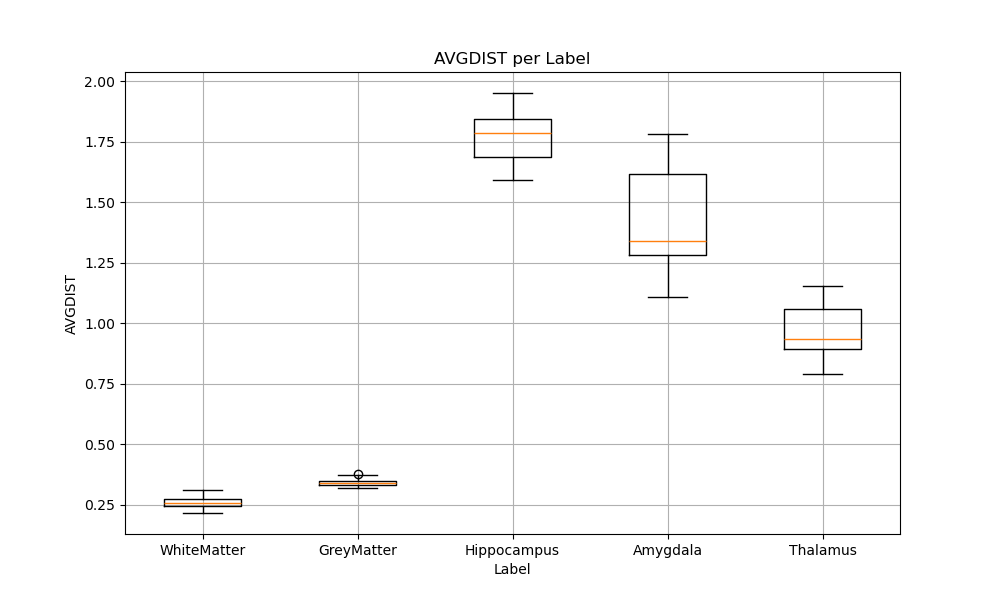 AVGDIST per Label
AVGDIST
2.00
1.75
1.50
1.25
1.00
0.75
0.50
0.25
WhiteMatter GreyMatter Hippocampus Amygdala Thalamus
Label